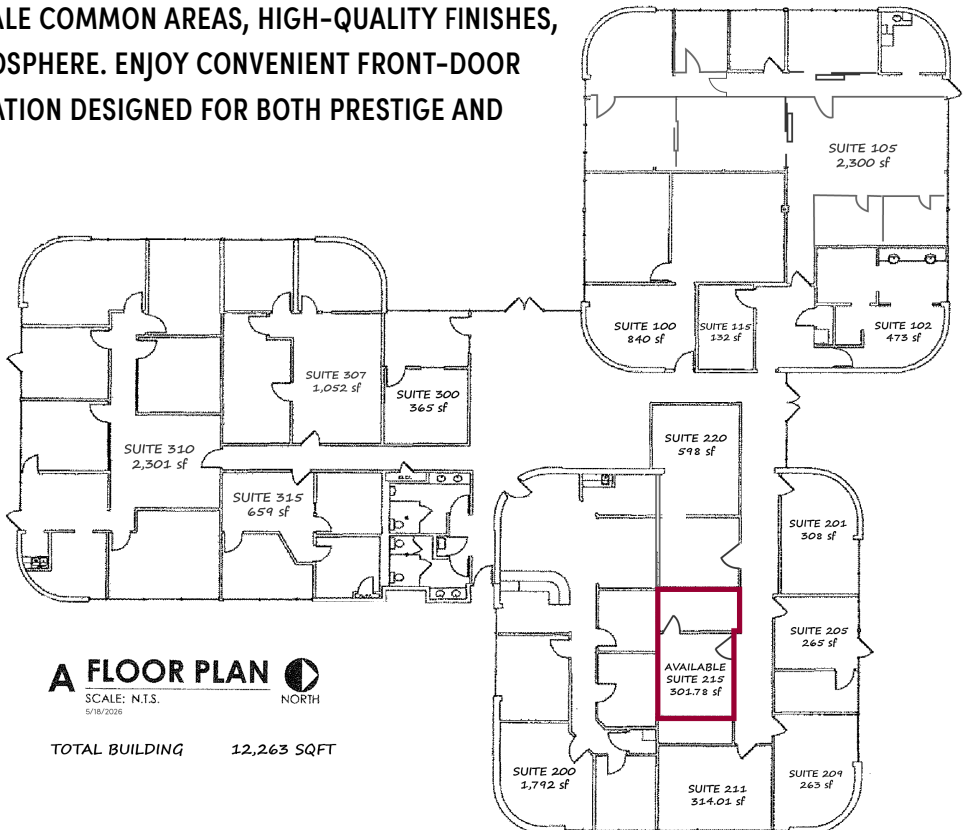 ALE COMMON AREAS, HIGH-QUALITY FINISHES,
OSPHERE. ENJOY CONVENIENT FRONT-DOOR
ATION DESIGNED FOR BOTH PRESTIGE AND
SUITE 105
2,300 sf
SUITE 100
840 sf
SUITE 115
132 sf
SUITE 102
473 sf
SUITE 307
1,052 sf
SUITE 300
365 sf
SUITE 310
2,301 sf
SUITE 315
659 sf
ELEC.
SUITE 220
598 sf
SUITE 201
308 sf
SUITE 205
265 sf
AVAILABLE
SUITE 215
301.78 sf
SUITE 200
1,792 sf
SUITE 211
314.01 sf
SUITE 209
263 sf
A FLOOR PLAN
SCALE: N.T.S.
5/18/2026
NORTH
TOTAL BUILDING 12,263 SQFT